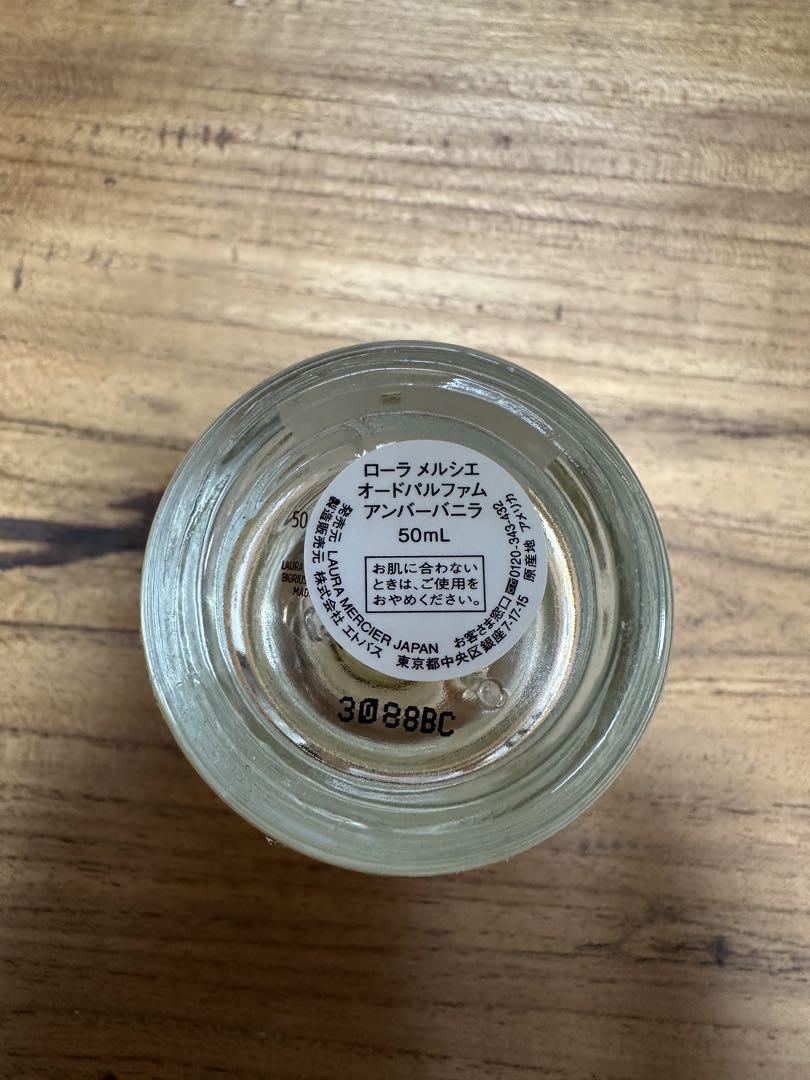 ローラ メルシエ
オードパルファム
アンバーバニラ
50mL
お肌に合わない
ときは、ご使用を
おやめください。
発売元 LAURA MERCIER JAPAN お客さま窓口 0120-343-432
製造販売元 株式会社 エトバス 東京都中央区銀座7-17-15 原産地 アメリカ
50
LAURA
BIORIUS
MAD
3088BC